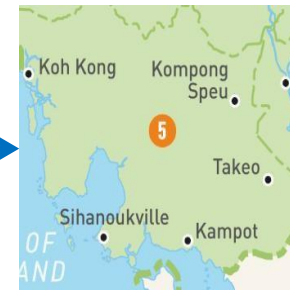 Koh Kong
Kompong
Speu
5
Takeo
Sihanoukville
Kampot
OF
AND